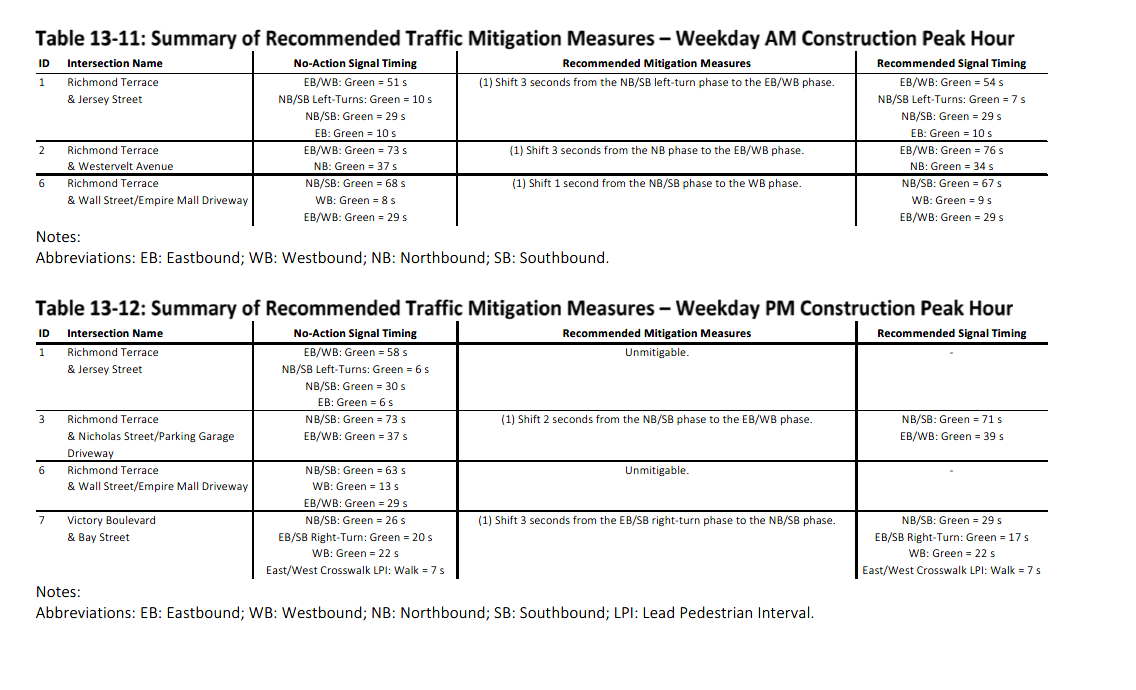 Table 13-11: Summary of Recommended Traffic Mitigation Measures – Weekday AM Construction Peak Hour
ID Intersection Name No-Action Signal Timing Recommended Mitigation Measures Recommended Signal Timing
1 Richmond Terrace EB/WB: Green = 51 s (1) Shift 3 seconds from the NB/SB left-turn phase to the EB/WB phase. EB/WB: Green = 54 s
& Jersey Street NB/SB Left-Turns: Green = 10 s NB/SB Left-Turns: Green = 7 s
NB/SB: Green = 29 s NB/SB: Green = 29 s
EB: Green = 10 s EB: Green = 10 s
2 Richmond Terrace EB/WB: Green = 73 s (1) Shift 3 seconds from the NB phase to the EB/WB phase. EB/WB: Green = 76 s
& Westervelt Avenue NB: Green = 37 s NB: Green = 34 s
6 Richmond Terrace NB/SB: Green = 68 s (1) Shift 1 second from the NB/SB phase to the WB phase. NB/SB: Green = 67 s
& Wall Street/Empire Mall Driveway WB: Green = 8 s WB: Green = 9 s
EB/WB: Green = 29 s EB/WB: Green = 29 s
Notes:
Abbreviations: EB: Eastbound; WB: Westbound; NB: Northbound; SB: Southbound.
Table 13-12: Summary of Recommended Traffic Mitigation Measures – Weekday PM Construction Peak Hour
ID Intersection Name No-Action Signal Timing Recommended Mitigation Measures Recommended Signal Timing
1 Richmond Terrace EB/WB: Green = 58 s Unmitigable. -
& Jersey Street NB/SB Left-Turns: Green = 6 s
NB/SB: Green = 30 s
EB: Green = 6 s
3 Richmond Terrace NB/SB: Green = 73 s (1) Shift 2 seconds from the NB/SB phase to the EB/WB phase. NB/SB: Green = 71 s
& Nicholas Street/Parking Garage EB/WB: Green = 37 s EB/WB: Green = 39 s
Driveway
6 Richmond Terrace NB/SB: Green = 63 s Unmitigable. -
& Wall Street/Empire Mall Driveway WB: Green = 13 s
EB/WB: Green = 29 s
7 Victory Boulevard NB/SB: Green = 26 s (1) Shift 3 seconds from the EB/SB right-turn phase to the NB/SB phase. NB/SB: Green = 29 s
& Bay Street EB/SB Right-Turn: Green = 20 s EB/SB Right-Turn: Green = 17 s
WB: Green = 22 s WB: Green = 22 s
East/West Crosswalk LPI: Walk = 7 s East/West Crosswalk LPI: Walk = 7 s
Notes:
Abbreviations: EB: Eastbound; WB: Westbound; NB: Northbound; SB: Southbound; LPI: Lead Pedestrian Interval.